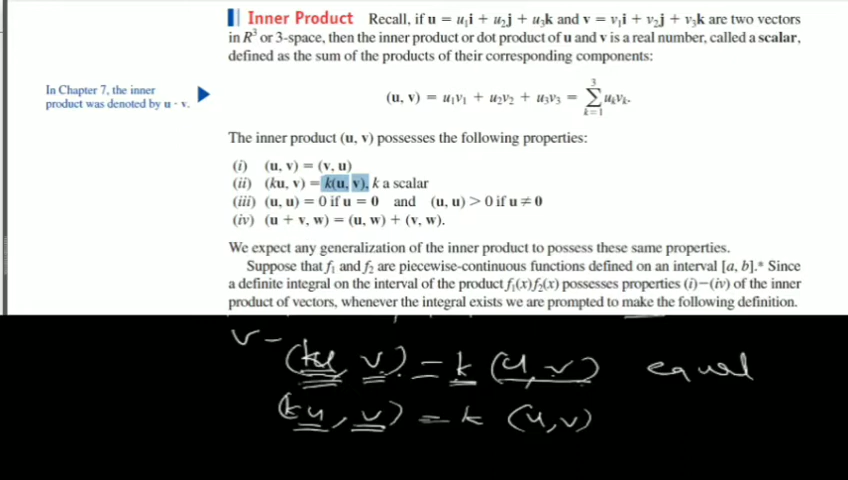 Inner Product Recall, if u = u₁i + u₂j + u₃k and v = v₁i + v₂j + v₃k are two vectors
in R³ or 3-space, then the inner product or dot product of u and v is a real number, called a scalar,
defined as the sum of the products of their corresponding components:
In Chapter 7, the inner
product was denoted by u · v.
(u, v) = u₁v₁ + u₂v₂ + u₃v₃ = ∑ₖ₌₁³ uₖvₖ.
The inner product (u, v) possesses the following properties:
(i) (u, v) = (v, u)
(ii) (ku, v) = k(u, v), k a scalar
(iii) (u, u) = 0 if u = 0 and (u, u) > 0 if u ≠ 0
(iv) (u + v, w) = (u, w) + (v, w).
We expect any generalization of the inner product to possess these same properties.
Suppose that f₁ and f₂ are piecewise-continuous functions defined on an interval [a, b].* Since
a definite integral on the interval of the product f₁(x)f₂(x) possesses properties (i)–(iv) of the inner
product of vectors, whenever the integral exists we are prompted to make the following definition.
v -
(ku, v) = k (u, v) equal
(ku, v) = k (u, v)